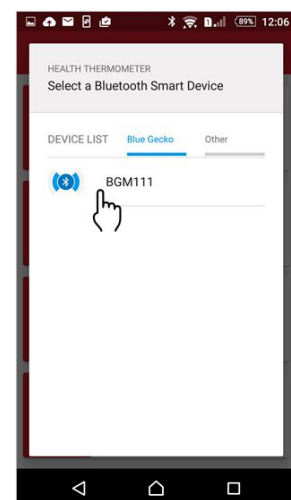 89% 12:06
HEALTH THERMOMETER
Select a Bluetooth Smart Device
DEVICE LIST Blue Gecko Other
BGM111